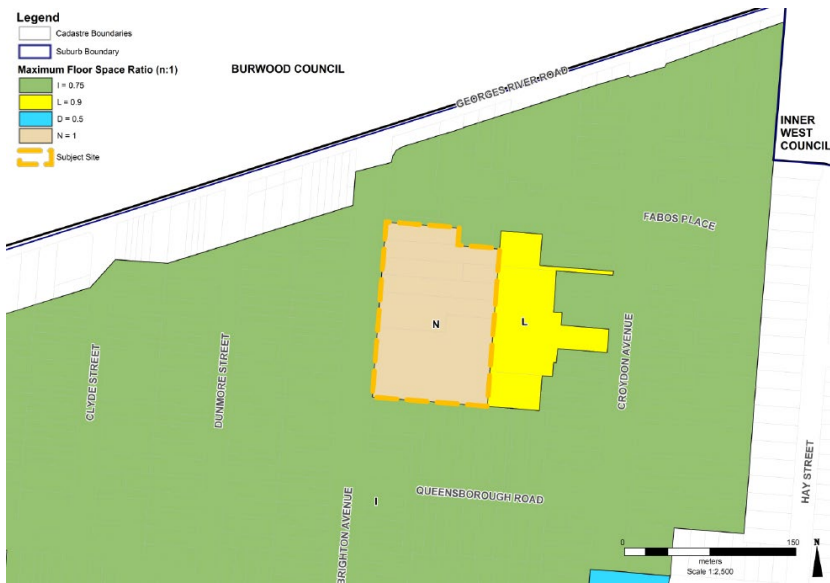 Legend
Cadastre Boundaries
Suburb Boundary
Maximum Floor Space Ratio (n:1)
I = 0.75
L = 0.9
D = 0.5
N = 1
Subject Site
BURWOOD COUNCIL
GEORGES RIVER ROAD
INNER
WEST
COUNCIL
FABOS PLACE
N
L
CLYDE STREET
DUNMORE STREET
CROYDON AVENUE
HAY STREET
QUEENSBOROUGH ROAD
I
BRIGHTON AVENUE
0 150
meters
Scale 1:2,500
N